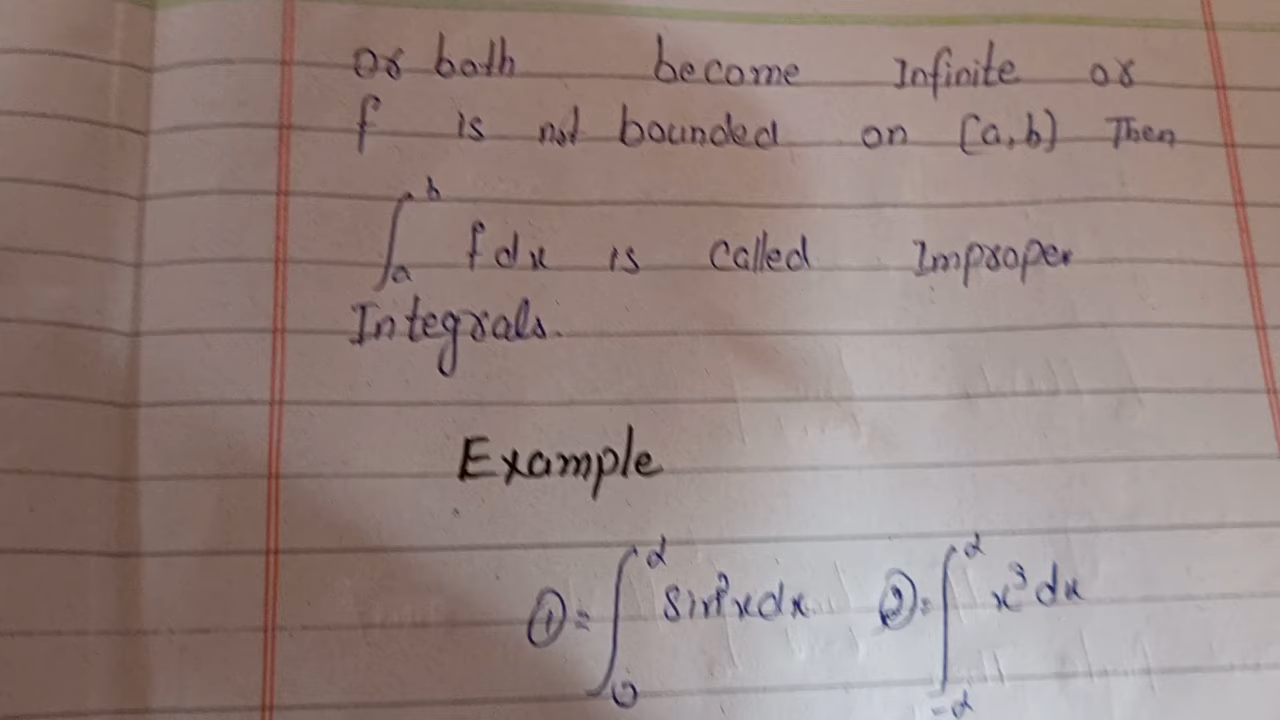 or both become Infinite or
f is not bounded on [a,b] Then
∫ₐᵇ f dx is called Improper
Integrals.
Example
①= ∫₀^α sin²x dx ②= ∫₋α^α x³ dx